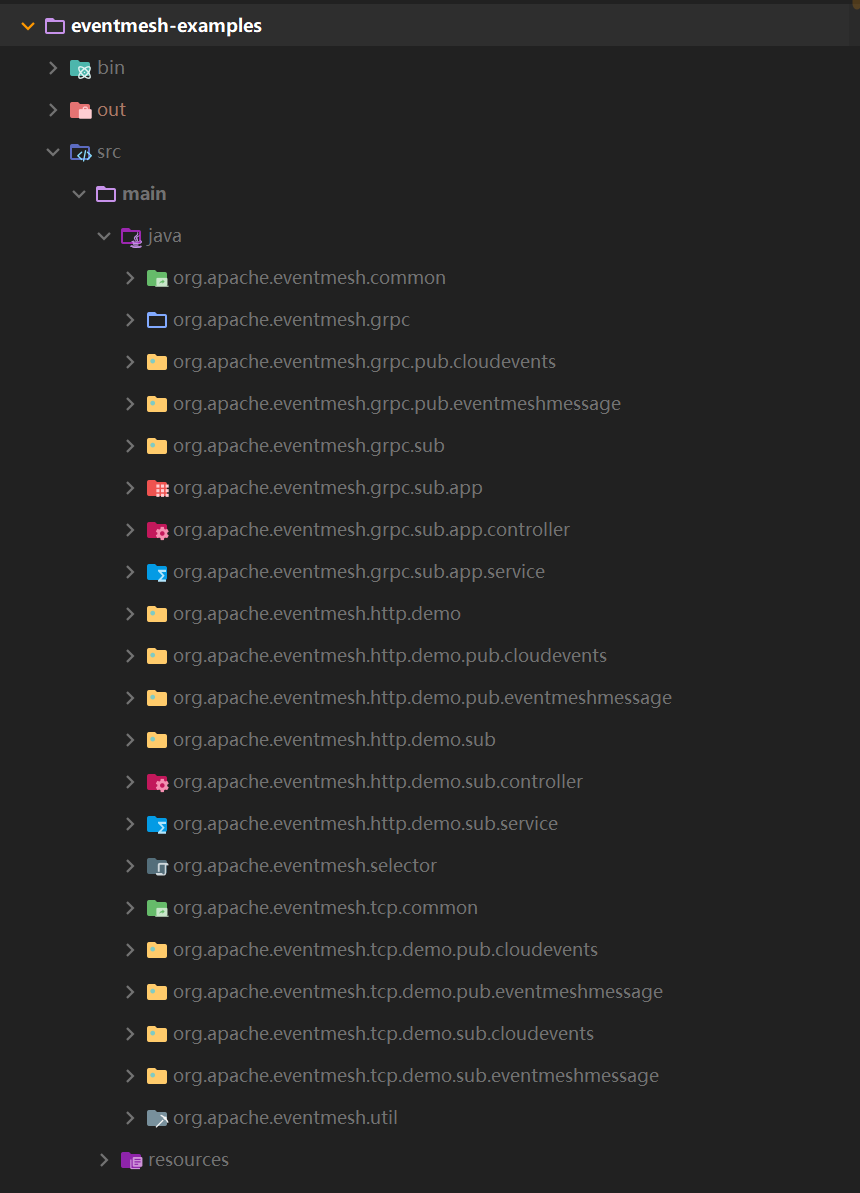 eventmesh-examples
bin
out
src
main
java
org.apache.eventmesh.common
org.apache.eventmesh.grpc
org.apache.eventmesh.grpc.pub.cloudevents
org.apache.eventmesh.grpc.pub.eventmeshmessage
org.apache.eventmesh.grpc.sub
org.apache.eventmesh.grpc.sub.app
org.apache.eventmesh.grpc.sub.app.controller
org.apache.eventmesh.grpc.sub.app.service
org.apache.eventmesh.http.demo
org.apache.eventmesh.http.demo.pub.cloudevents
org.apache.eventmesh.http.demo.pub.eventmeshmessage
org.apache.eventmesh.http.demo.sub
org.apache.eventmesh.http.demo.sub.controller
org.apache.eventmesh.http.demo.sub.service
org.apache.eventmesh.selector
org.apache.eventmesh.tcp.common
org.apache.eventmesh.tcp.demo.pub.cloudevents
org.apache.eventmesh.tcp.demo.pub.eventmeshmessage
org.apache.eventmesh.tcp.demo.sub.cloudevents
org.apache.eventmesh.tcp.demo.sub.eventmeshmessage
org.apache.eventmesh.util
resources